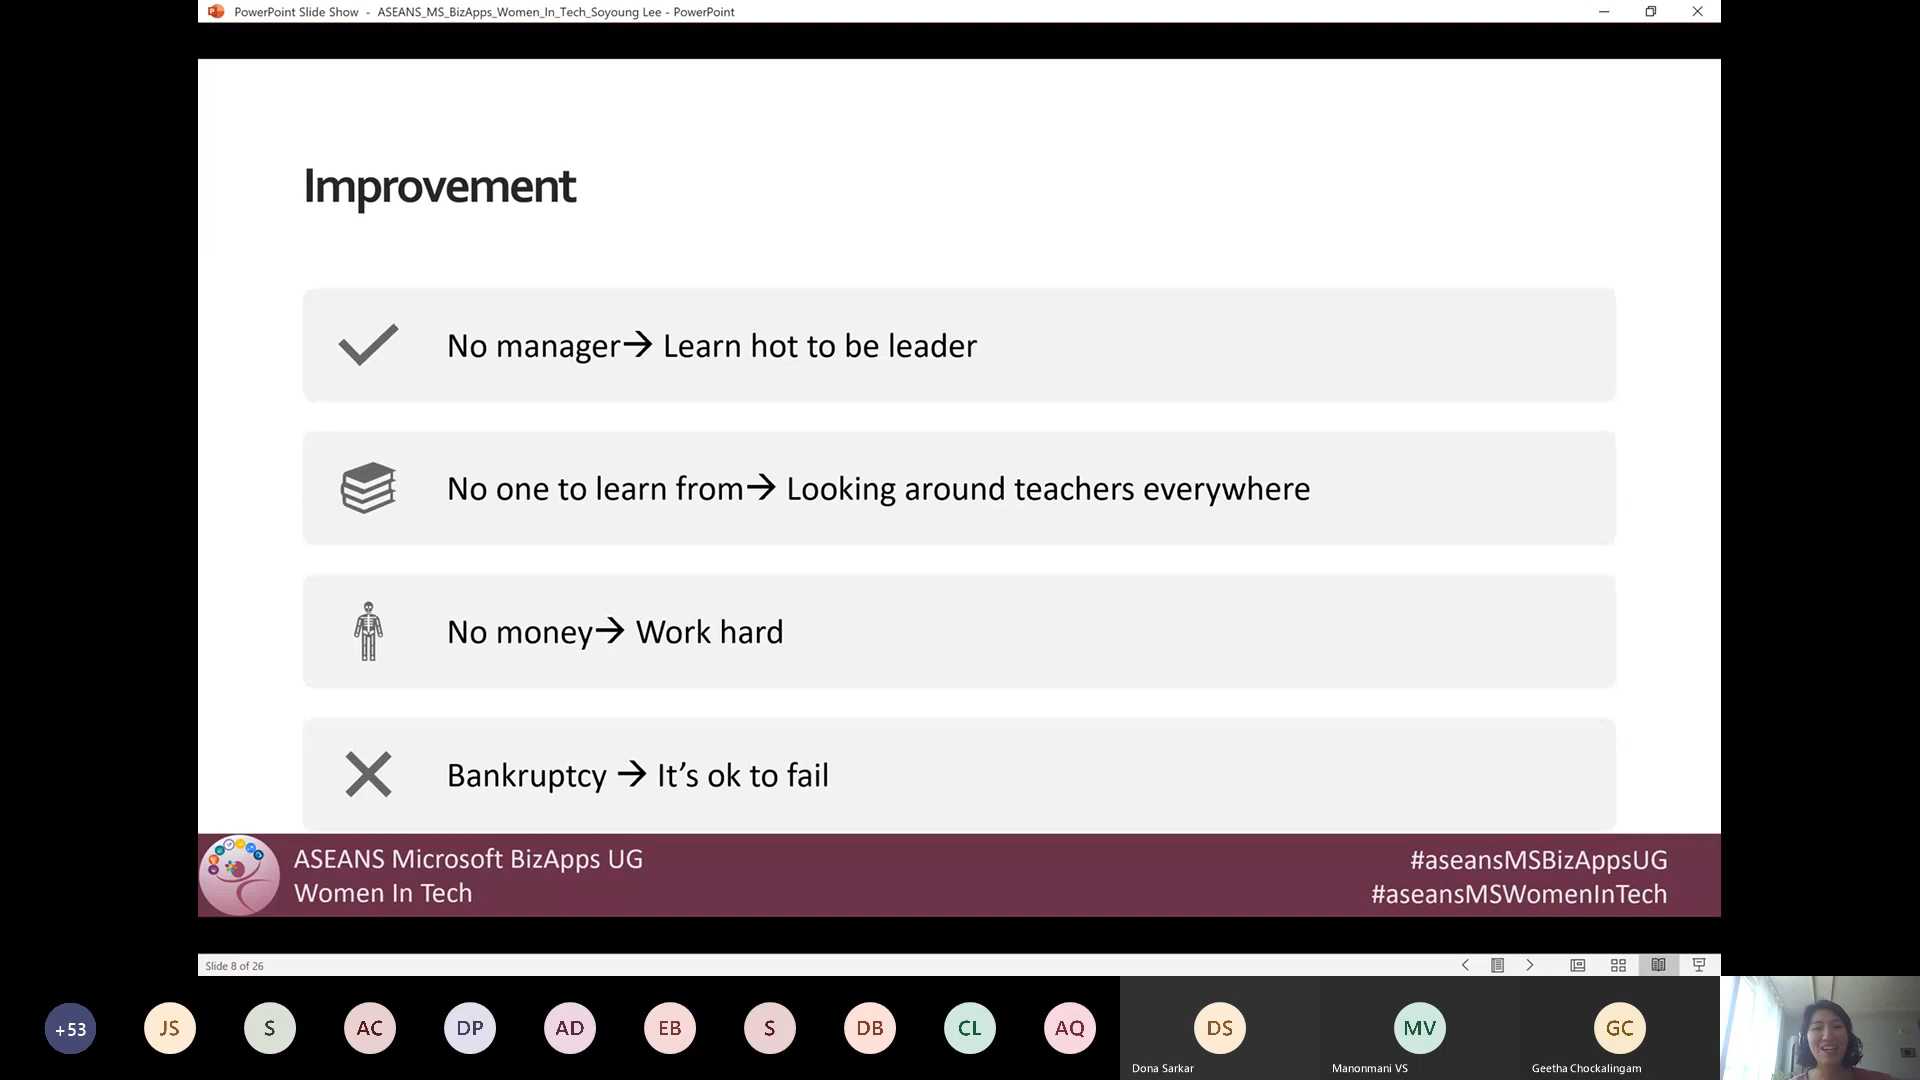 PowerPoint Slide Show - ASEANS_MS_BizApps_Women_In_Tech_Soyoung Lee - PowerPoint
Improvement
No manager→ Learn hot to be leader
No one to learn from→ Looking around teachers everywhere
No money→ Work hard
Bankruptcy → It's ok to fail
ASEANS Microsoft BizApps UG
Women In Tech
#aseansMSBizAppsUG
#aseansMSWomenInTech
Slide 8 of 26
+53
JS
S
AC
DP
AD
EB
S
DB
CL
AQ
DS
Dona Sarkar
MV
Manonmani VS
GC
Geetha Chockalingam